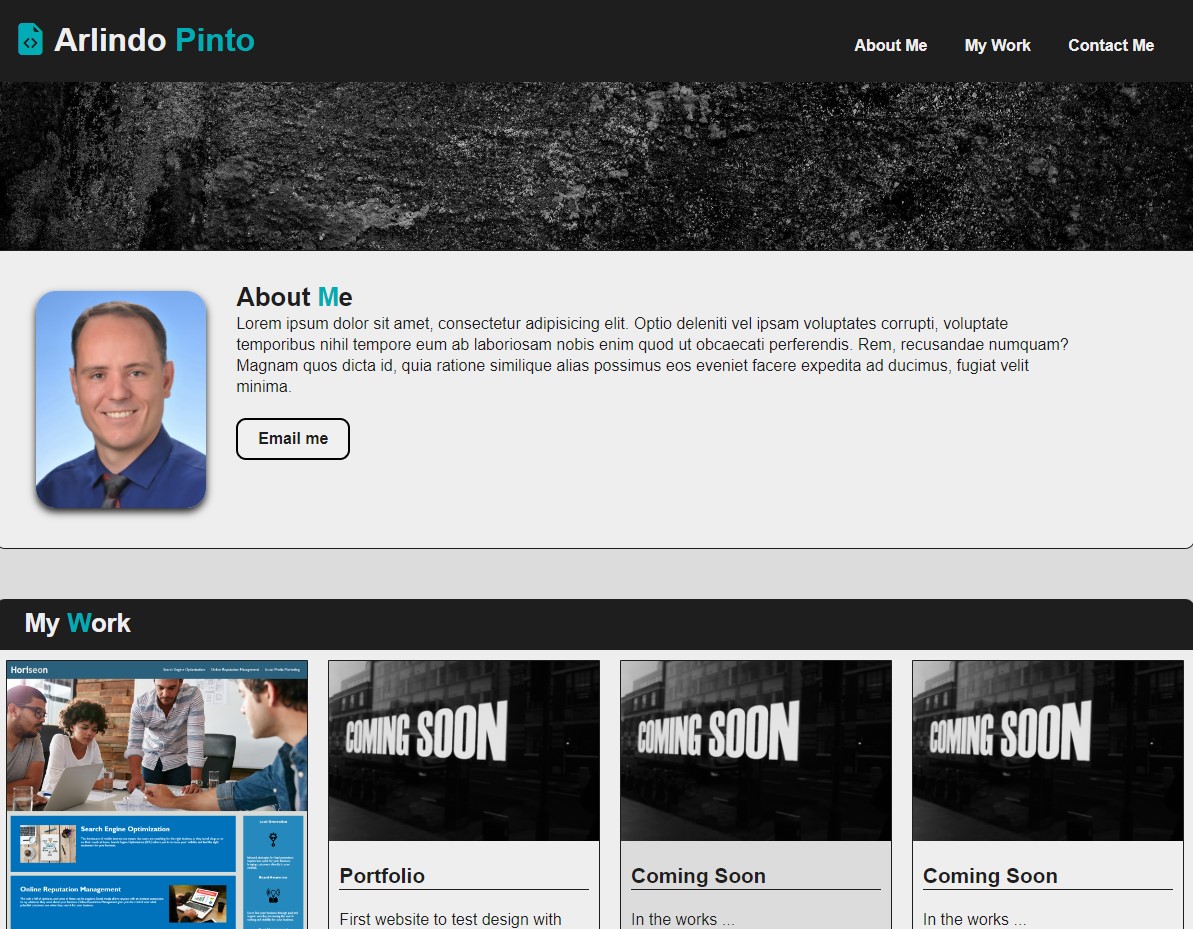 Arlindo Pinto
About Me
My Work
Contact Me
About Me
Lorem ipsum dolor sit amet, consectetur adipisicing elit. Optio deleniti vel ipsam voluptates corrupti, voluptate
temporibus nihil tempore eum ab laboriosam nobis enim quod ut obcaecati perferendis. Rem, recusandae numquam?
Magnam quos dicta id, quia ratione similique alias possimus eos eveniet facere expedita ad ducimus, fugiat velit
minima.
Email me
My Work
Horiseon
Search Engine Optimization
Online Reputation Management
Social Media Marketing
Search Engine Optimization
Online Reputation Management
COMING SOON
Portfolio
First website to test design with
COMING SOON
Coming Soon
In the works ...
COMING SOON
Coming Soon
In the works ...